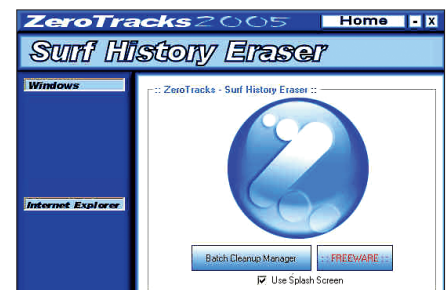 ZeroTracks2005 Home - X
Surf History Eraser
Windows
:: ZeroTracks - Surf History Eraser ::
Internet Explorer
Batch Cleanup Manager :: FREEWARE ::
Use Splash Screen